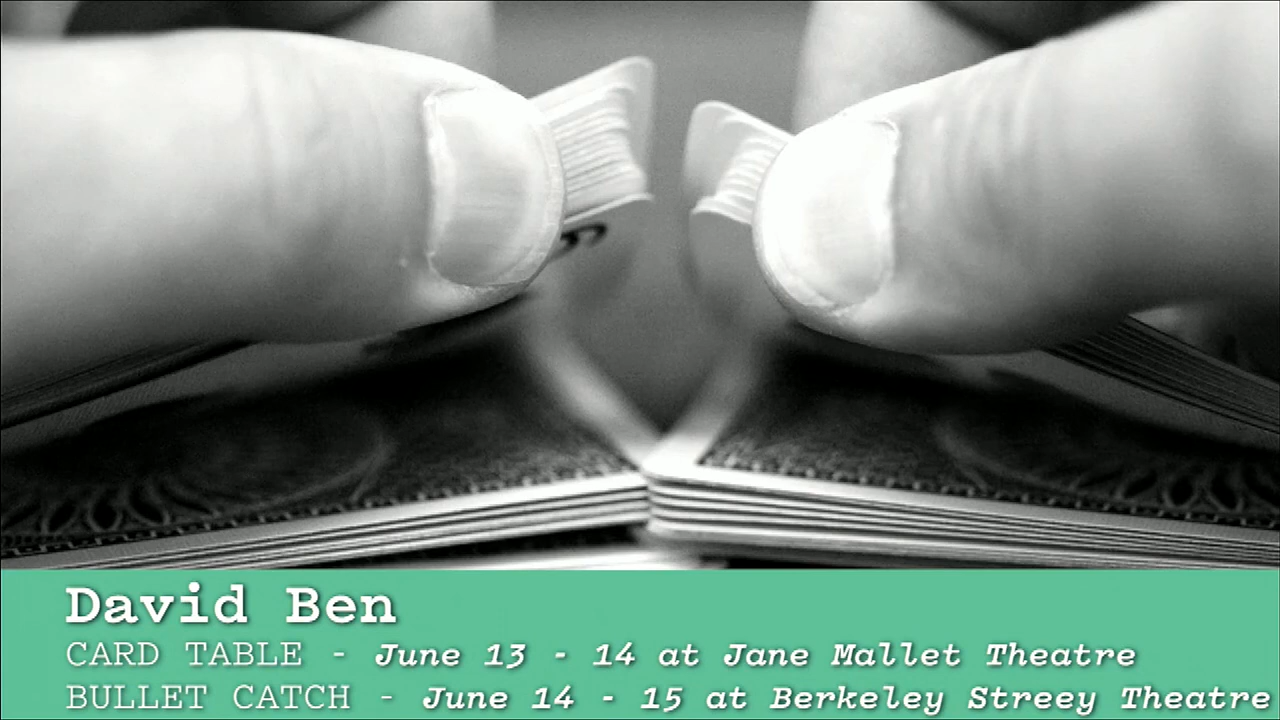 David Ben
CARD TABLE - June 13 - 14 at Jane Mallet Theatre
BULLET CATCH - June 14 - 15 at Berkeley Streey Theatre